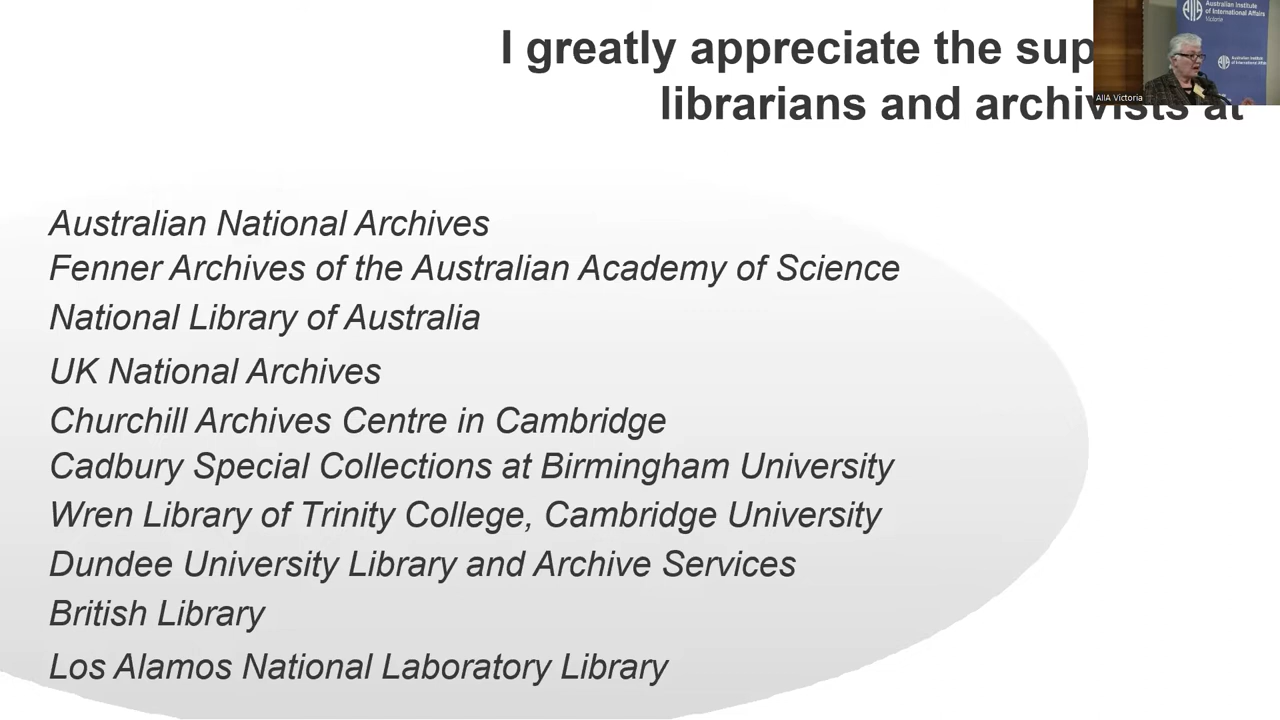 I greatly appreciate the
librarians and archivists at
Australian Institute
of International Affairs
Victoria
AIIA Victoria
Australian National Archives
Fenner Archives of the Australian Academy of Science
National Library of Australia
UK National Archives
Churchill Archives Centre in Cambridge
Cadbury Special Collections at Birmingham University
Wren Library of Trinity College, Cambridge University
Dundee University Library and Archive Services
British Library
Los Alamos National Laboratory Library